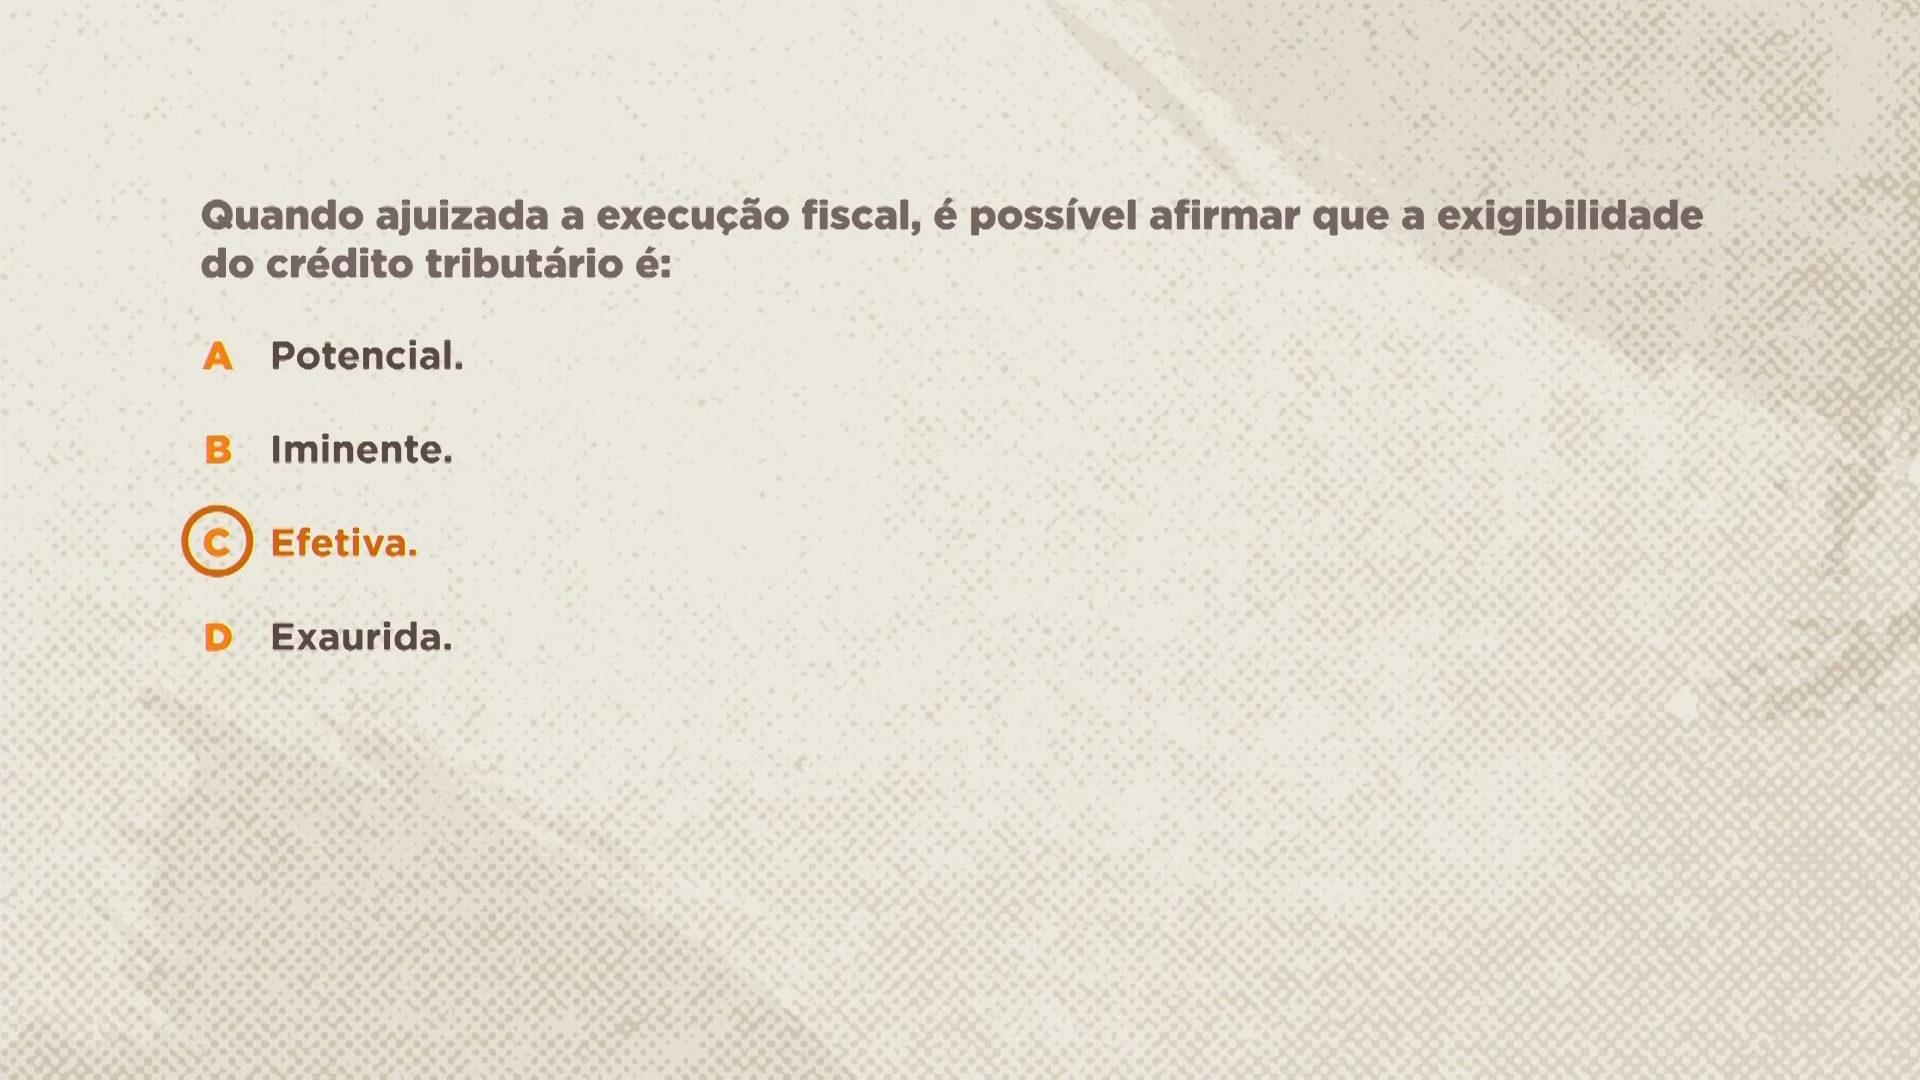 Quando ajuizada a execução fiscal, é possível afirmar que a exigibilidade
do crédito tributário é:
A Potencial.
B Iminente.
C Efetiva.
D Exaurida.